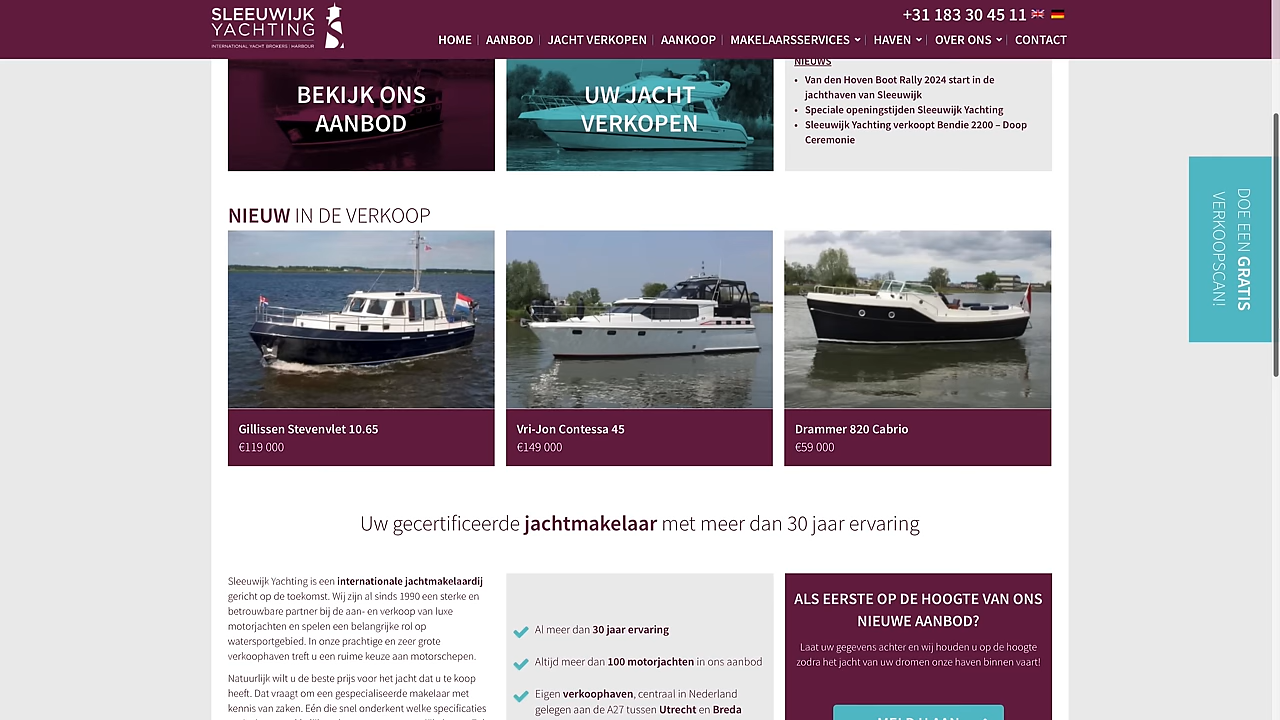 SLEEUWIJK
YACHTING
INTERNATIONAL YACHT BROKERS | HARBOUR
+31 183 30 45 11
HOME
AANBOD
JACHT VERKOPEN
AANKOOP
MAKELAARSSERVICES
HAVEN
OVER ONS
CONTACT
BEKIJK ONS
AANBOD
UW JACHT
VERKOPEN
NIEUWS
• Van den Hoven Boot Rally 2024 start in de
jachthaven van Sleeuwijk
• Speciale openingstijden Sleeuwijk Yachting
• Sleeuwijk Yachting verkoopt Bendie 2200 – Doop
Ceremonie
DOE EEN GRATIS
VERKOOPSCAN!
NIEUW IN DE VERKOOP
Gillissen Stevenvlet 10.65
€119 000
Vri-Jon Contessa 45
€149 000
Drammer 820 Cabrio
€59 000
Uw gecertificeerde jachtmakelaar met meer dan 30 jaar ervaring
Sleeuwijk Yachting is een internationale jachtmakelaardij
gericht op de toekomst. Wij zijn al sinds 1990 een sterke en
betrouwbare partner bij de aan- en verkoop van luxe
motorjachten en spelen een belangrijke rol op
watersportgebied. In onze prachtige en zeer grote
verkoophaven treft u een ruime keuze aan motorschepen.
Natuurlijk wilt u de beste prijs voor het jacht dat u te koop
heeft. Dat vraagt om een gespecialiseerde makelaar met
kennis van zaken. Eén die snel onderkent welke specificaties
Al meer dan 30 jaar ervaring
Altijd meer dan 100 motorjachten in ons aanbod
Eigen verkoophaven, centraal in Nederland
gelegen aan de A27 tussen Utrecht en Breda
ALS EERSTE OP DE HOOGTE VAN ONS
NIEUWE AANBOD?
Laat uw gegevens achter en wij houden u op de hoogte
zodra het jacht van uw dromen onze haven binnen vaart!
MELD U AAN